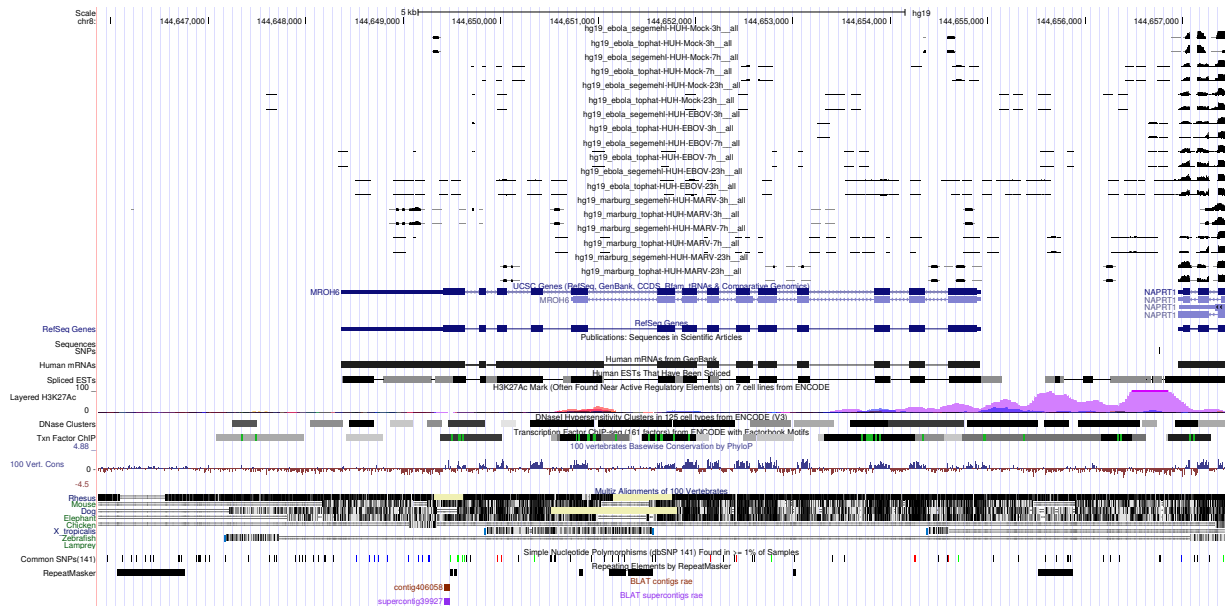 Scale 5 kb hg19
chr8: 144,647,000 144,648,000 144,649,000 144,650,000 144,651,000 144,652,000 144,653,000 144,654,000 144,655,000 144,656,000 144,657,000
hg19_ebola_segemehl-HUH-Mock-3h__all
hg19_ebola_tophat-HUH-Mock-3h__all
hg19_ebola_segemehl-HUH-Mock-7h__all
hg19_ebola_tophat-HUH-Mock-7h__all
hg19_ebola_segemehl-HUH-Mock-23h__all
hg19_ebola_tophat-HUH-Mock-23h__all
hg19_ebola_segemehl-HUH-EBOV-3h__all
hg19_ebola_tophat-HUH-EBOV-3h__all
hg19_ebola_segemehl-HUH-EBOV-7h__all
hg19_ebola_tophat-HUH-EBOV-7h__all
hg19_ebola_segemehl-HUH-EBOV-23h__all
hg19_ebola_tophat-HUH-EBOV-23h__all
hg19_marburg_segemehl-HUH-MARV-3h__all
hg19_marburg_tophat-HUH-MARV-3h__all
hg19_marburg_segemehl-HUH-MARV-7h__all
hg19_marburg_tophat-HUH-MARV-7h__all
hg19_marburg_segemehl-HUH-MARV-23h__all
hg19_marburg_tophat-HUH-MARV-23h__all
UCSC Genes (RefSeq, GenBank, CCDS, Rfam, tRNAs & Comparative Genomics)
MROH6 NAPRT1
MROH6 NAPRT1
NAPRT1
NAPRT1
RefSeq Genes
RefSeq Genes
Publications: Sequences in Scientific Articles
Sequences
SNPs
Human mRNAs from GenBank
Human mRNAs
Human ESTs That Have Been Spliced
Spliced ESTs
H3K27Ac Mark (Often Found Near Active Regulatory Elements) on 7 cell lines from ENCODE
100
Layered H3K27Ac
0
DNaseI Hypersensitivity Clusters in 125 cell types from ENCODE (V3)
DNase Clusters
Transcription Factor ChIP-seq (161 factors) from ENCODE with Factorbook Motifs
Txn Factor ChIP
100 vertebrates Basewise Conservation by PhyloP
4.88
100 Vert. Cons
0
-4.5
Multiz Alignments of 100 Vertebrates
Rhesus
Mouse
Dog
Elephant
Chicken
X_tropicalis
Zebrafish
Lamprey
Simple Nucleotide Polymorphisms (dbSNP 141) Found in >= 1% of Samples
Common SNPs(141)
Repeating Elements by RepeatMasker
RepeatMasker
BLAT contigs rae
contig406058
BLAT supercontigs rae
supercontig39927